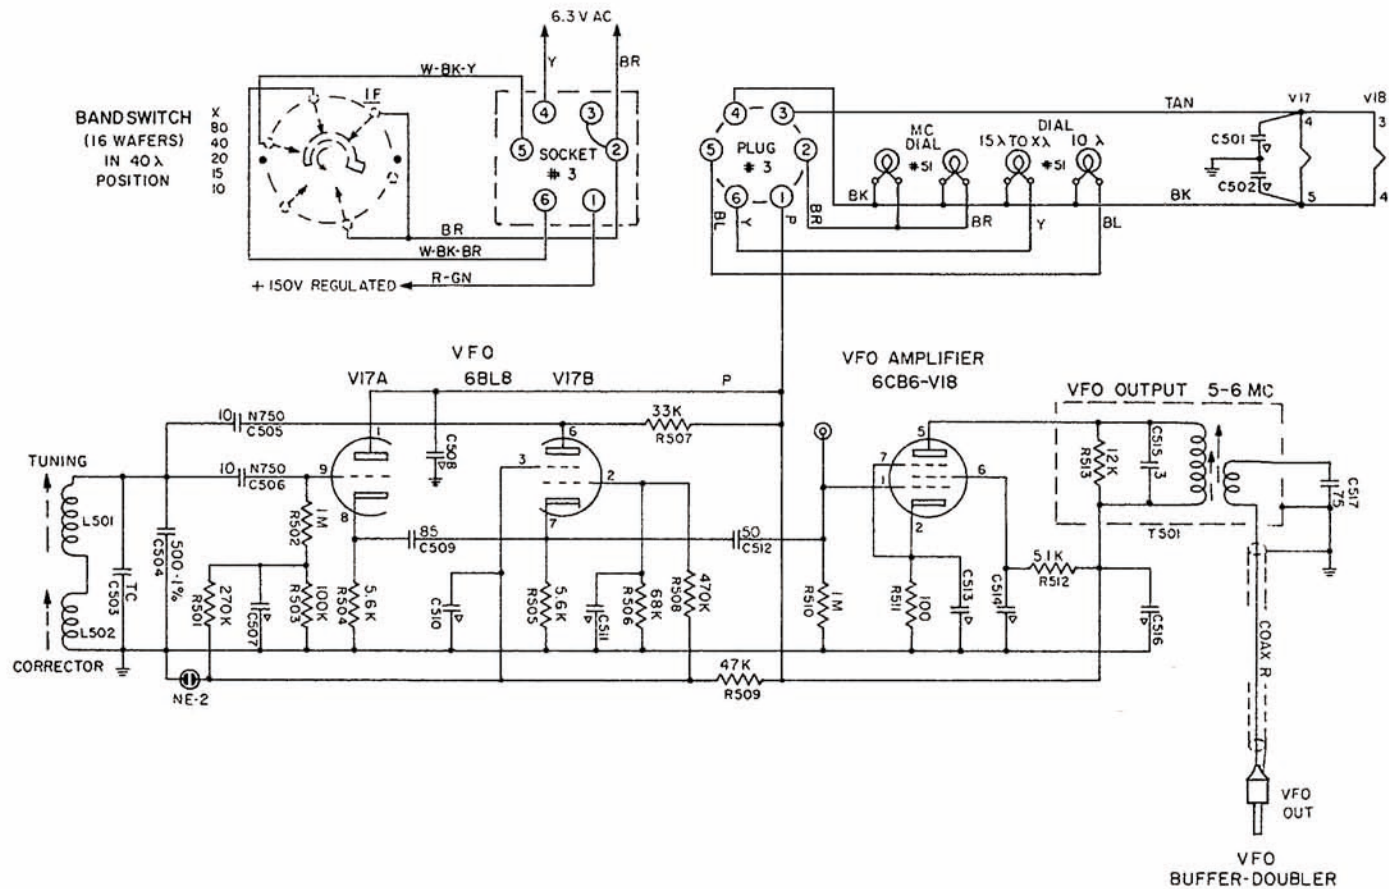 6.3 V AC
W-BK-Y
Y
BR
BANDSWITCH
(16 WAFERS)
IN 40 λ
POSITION
X
80
40
20
15
10
1F
4
3
5
2
SOCKET
# 3
6
1
BR
W-BK-BR
R-GN
+ 150V REGULATED
4
3
5
2
PLUG
# 3
6
1
BL
Y
P
BR
TAN
V17
V18
MC
DIAL
#51
DIAL
15λ TO Xλ
10 λ
#51
C501
C502
4
5
3
4
BK
BK
BR
Y
BL
VFO
V17A
6BL8
V17B
P
VFO AMPLIFIER
6CB6-V18
VFO OUTPUT 5-6 MC
10
N750
C505
10
N750
C506
1
9
8
C508
6
3
2
7
33K
R507
5
7
1
6
2
12K
R513
C515
3
T501
C517
75
TUNING
L501
L502
CORRECTOR
TC
C503
500-1%
C504
270K
R501
C507
1M
R502
100K
R503
5.6K
R504
85
C509
C510
5.6K
R505
C511
68K
R506
470K
R508
50
C512
1M
R510
100
R511
C513
C514
51K
R512
C516
NE-2
47K
R509
COAX R
VFO
OUT
VFO
BUFFER-DOUBLER